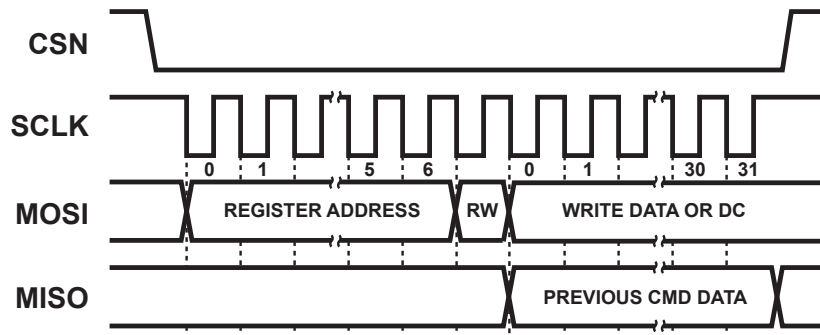 CSN
SCLK
0 1 5 6 0 1 30 31
MOSI REGISTER ADDRESS RW WRITE DATA OR DC
MISO PREVIOUS CMD DATA